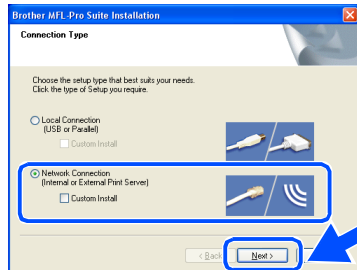 Brother MFL-Pro Suite Installation
Connection Type
Choose the setup type that best suits your needs.
Click the type of Setup you require.
Local Connection
(USB or Parallel)
Custom Install
Network Connection
(Internal or External Print Server)
Custom Install
< Back
Next >